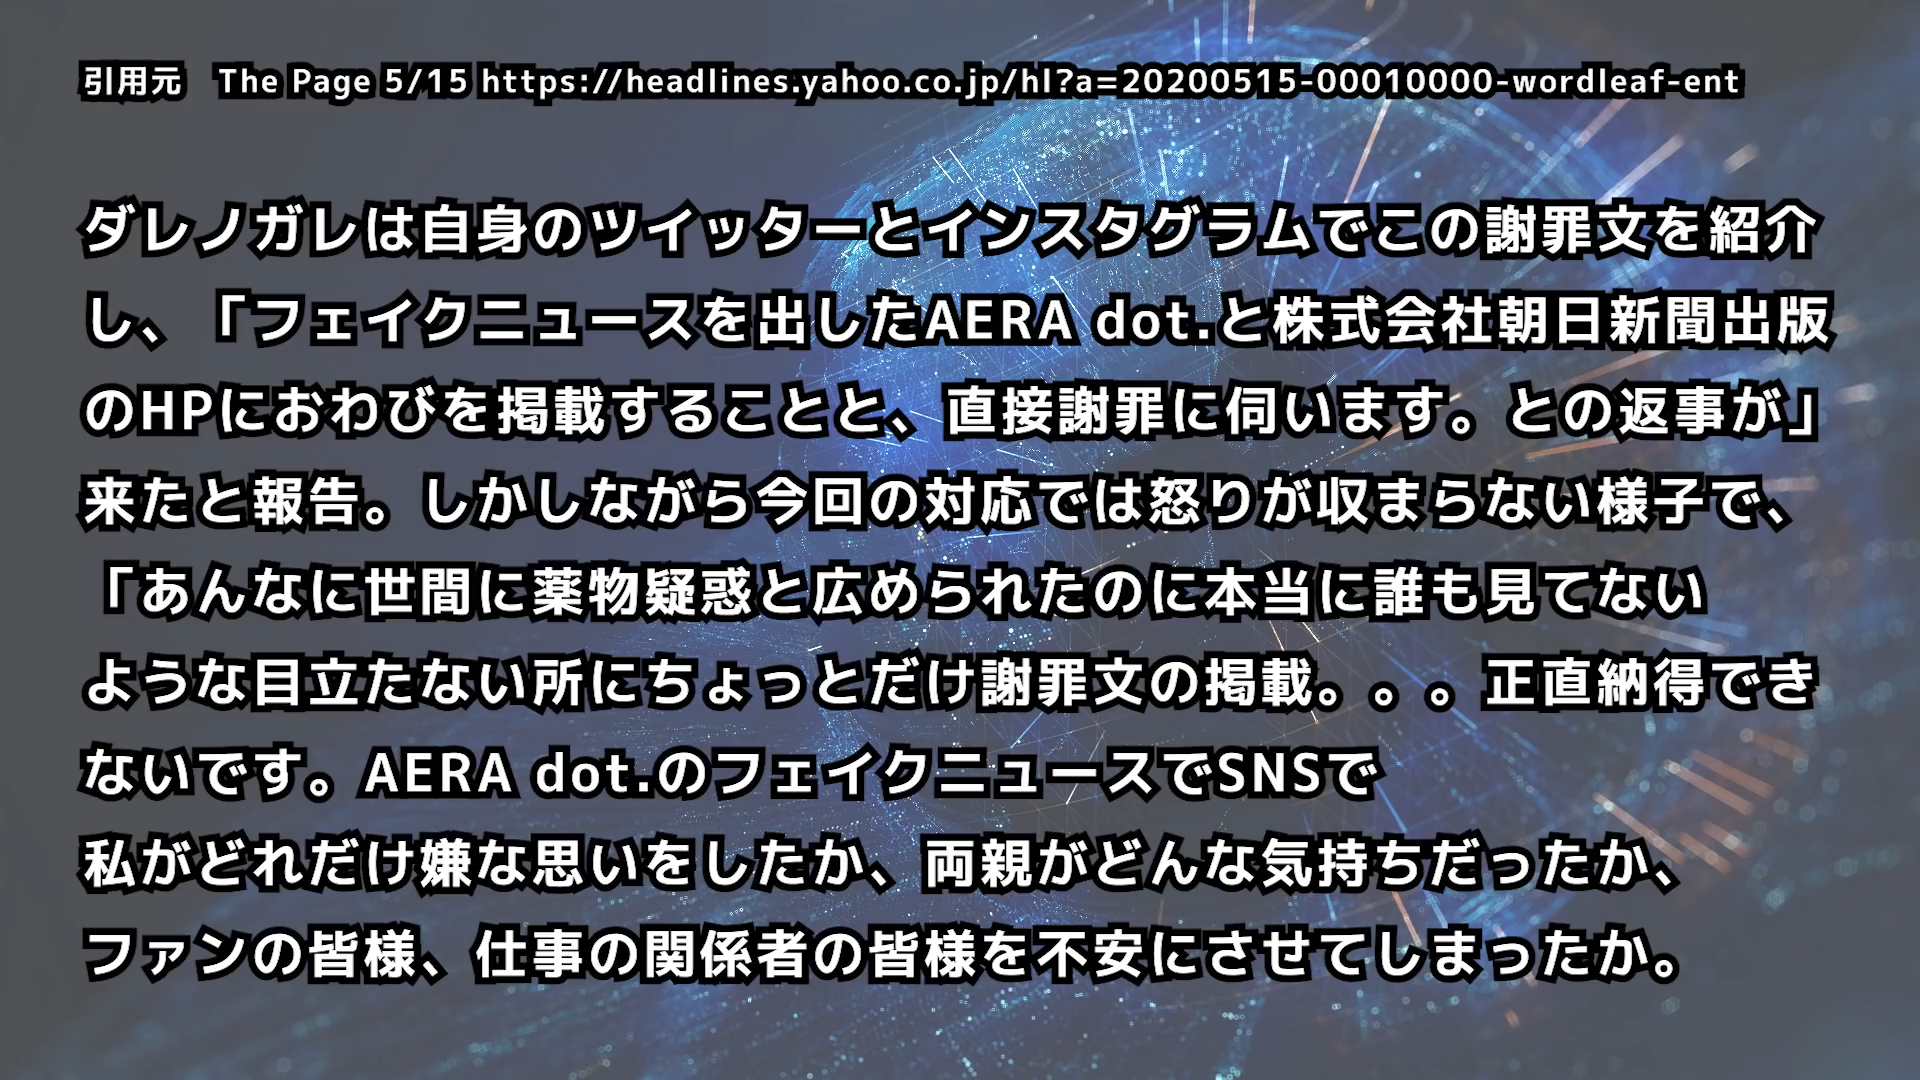 引用元　The Page 5/15 https://headlines.yahoo.co.jp/hl?a=20200515-00010000-wordleaf-ent
ダレノガレは自身のツイッターとインスタグラムでこの謝罪文を紹介
し、「フェイクニュースを出したAERA dot.と株式会社朝日新聞出版
のHPにおわびを掲載することと、直接謝罪に伺います。との返事が」
来たと報告。しかしながら今回の対応では怒りが収まらない様子で、
「あんなに世間に薬物疑惑と広められたのに本当に誰も見てない
ような目立たない所にちょっとだけ謝罪文の掲載。。。正直納得でき
ないです。AERA dot.のフェイクニュースでSNSで
私がどれだけ嫌な思いをしたか、両親がどんな気持ちだったか、
ファンの皆様、仕事の関係者の皆様を不安にさせてしまったか。